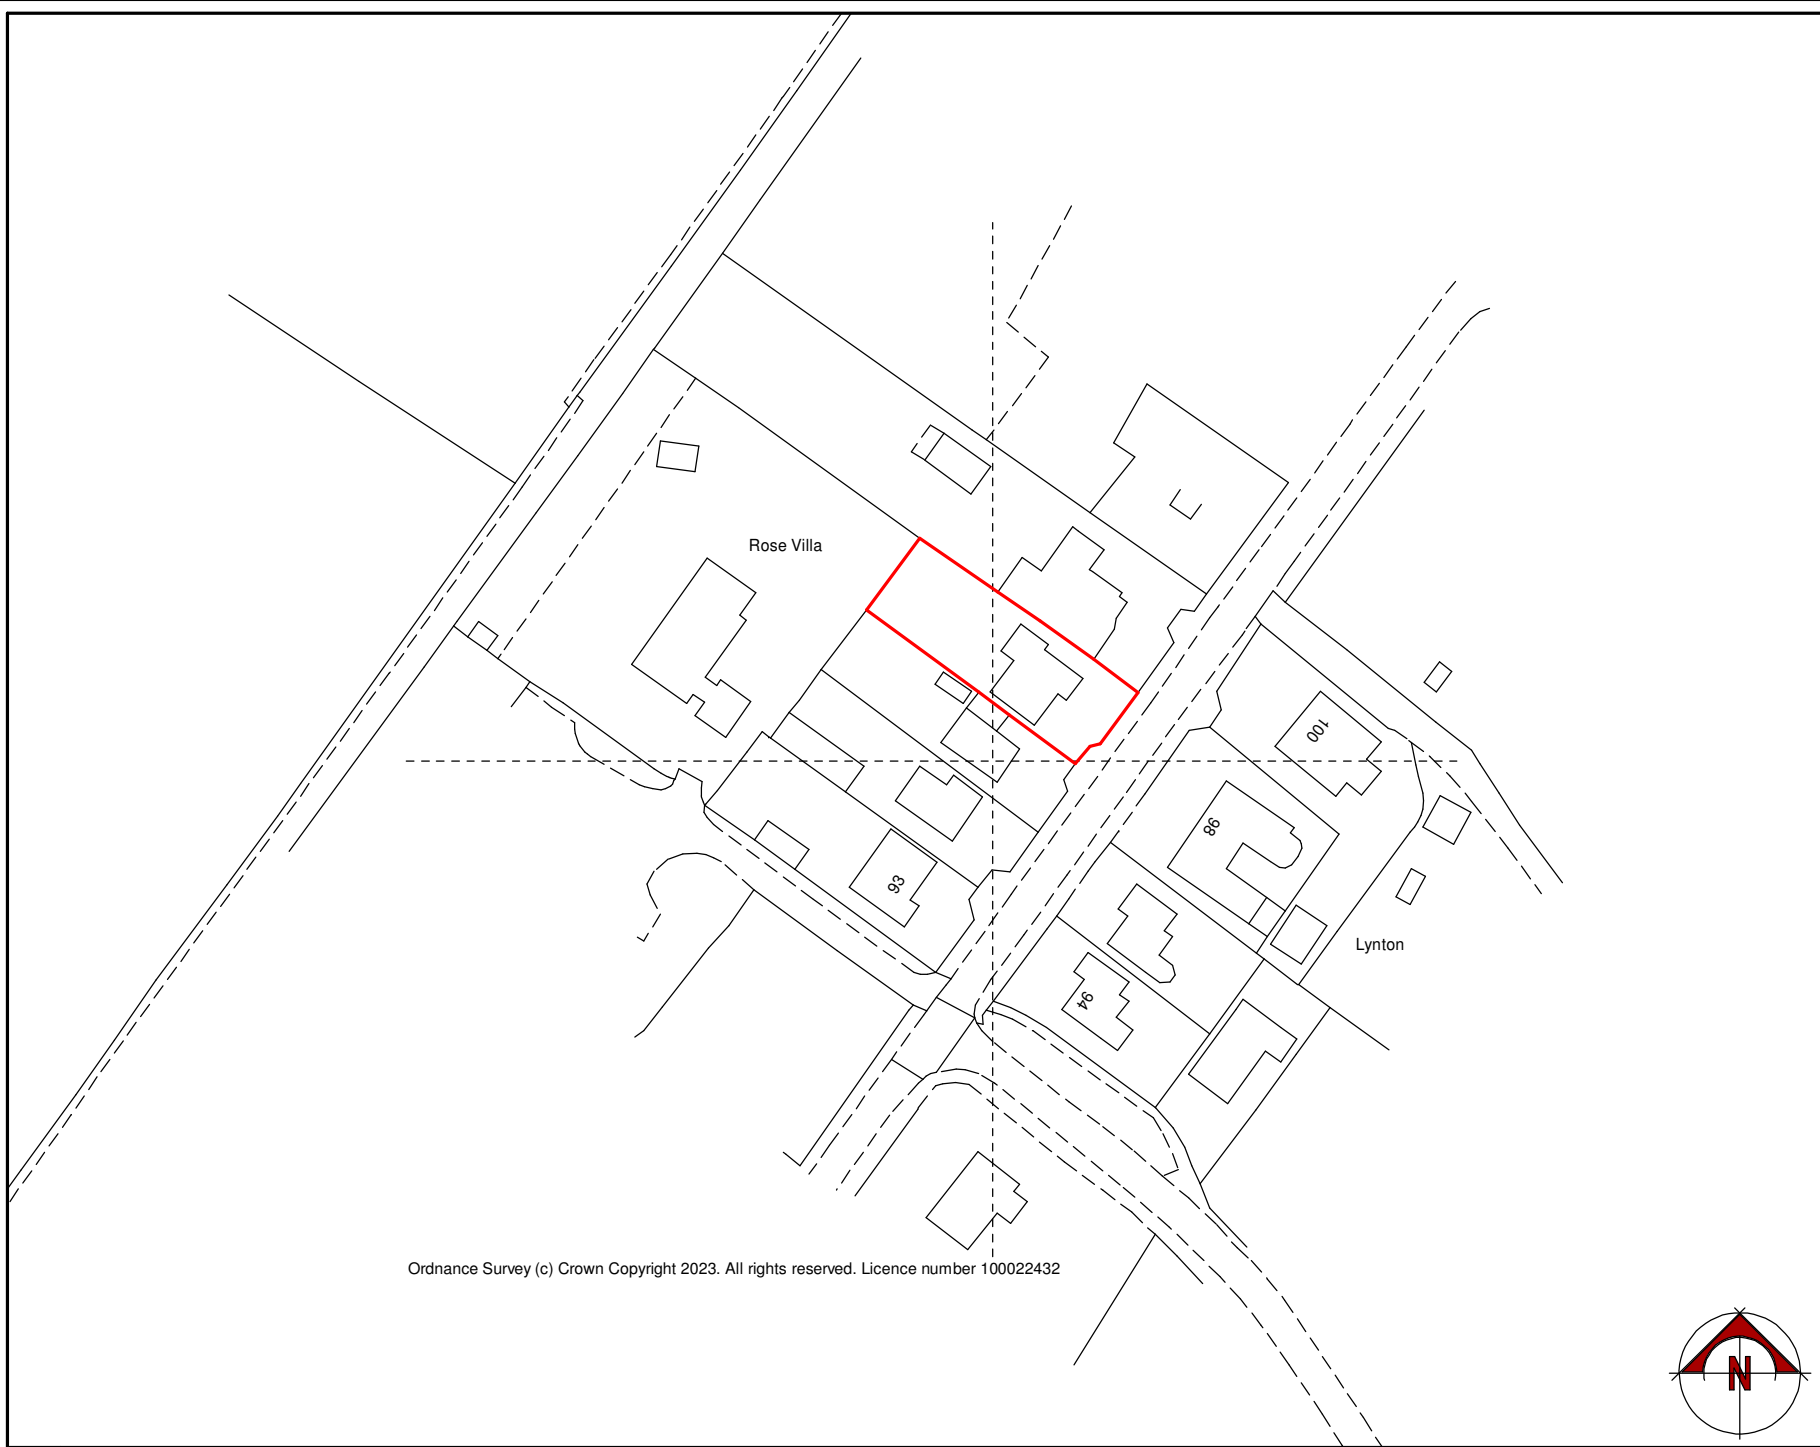 Rose Villa
100
98
93
Lynton
94
Ordnance Survey (c) Crown Copyright 2023. All rights reserved. Licence number 100022432
N